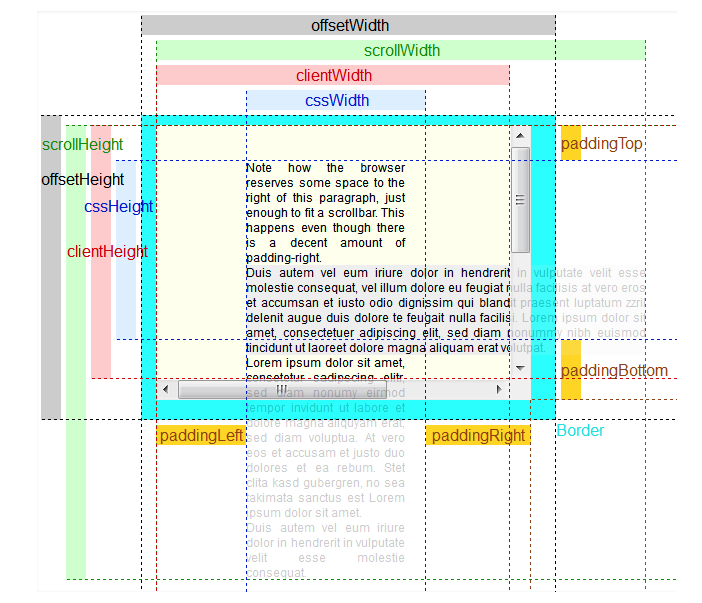 offsetWidth
scrollWidth
clientWidth
cssWidth
scrollHeight
paddingTop
offsetHeight
cssHeight
clientHeight
Note how the browser
reserves some space to the
right of this paragraph, just
enough to fit a scrollbar. This
happens even though there
is a decent amount of
padding-right.
Duis autem vel eum iriure dolor in hendrerit in vulputate velit esse
molestie consequat, vel illum dolore eu feugiat nulla facilisis at vero eros
et accumsan et iusto odio dignissim qui blandit praesent luptatum zzril
delenit augue duis dolore te feugait nulla facilisi. Lorem ipsum dolor sit
amet, consectetuer adipiscing elit, sed diam nonummy nibh euismod
tincidunt ut laoreet dolore magna aliquam erat volutpat.
Lorem ipsum dolor sit amet,
consetetur sadipscing elitr,
sed diam nonumy eirmod
tempor invidunt ut labore et
dolore magna aliquyam erat,
sed diam voluptua. At vero
eos et accusam et justo duo
dolores et ea rebum. Stet
clita kasd gubergren, no sea
takimata sanctus est Lorem
ipsum dolor sit amet.
Duis autem vel eum iriure
dolor in hendrerit in vulputate
velit esse molestie
consequat.
paddingBottom
paddingLeft
paddingRight
Border